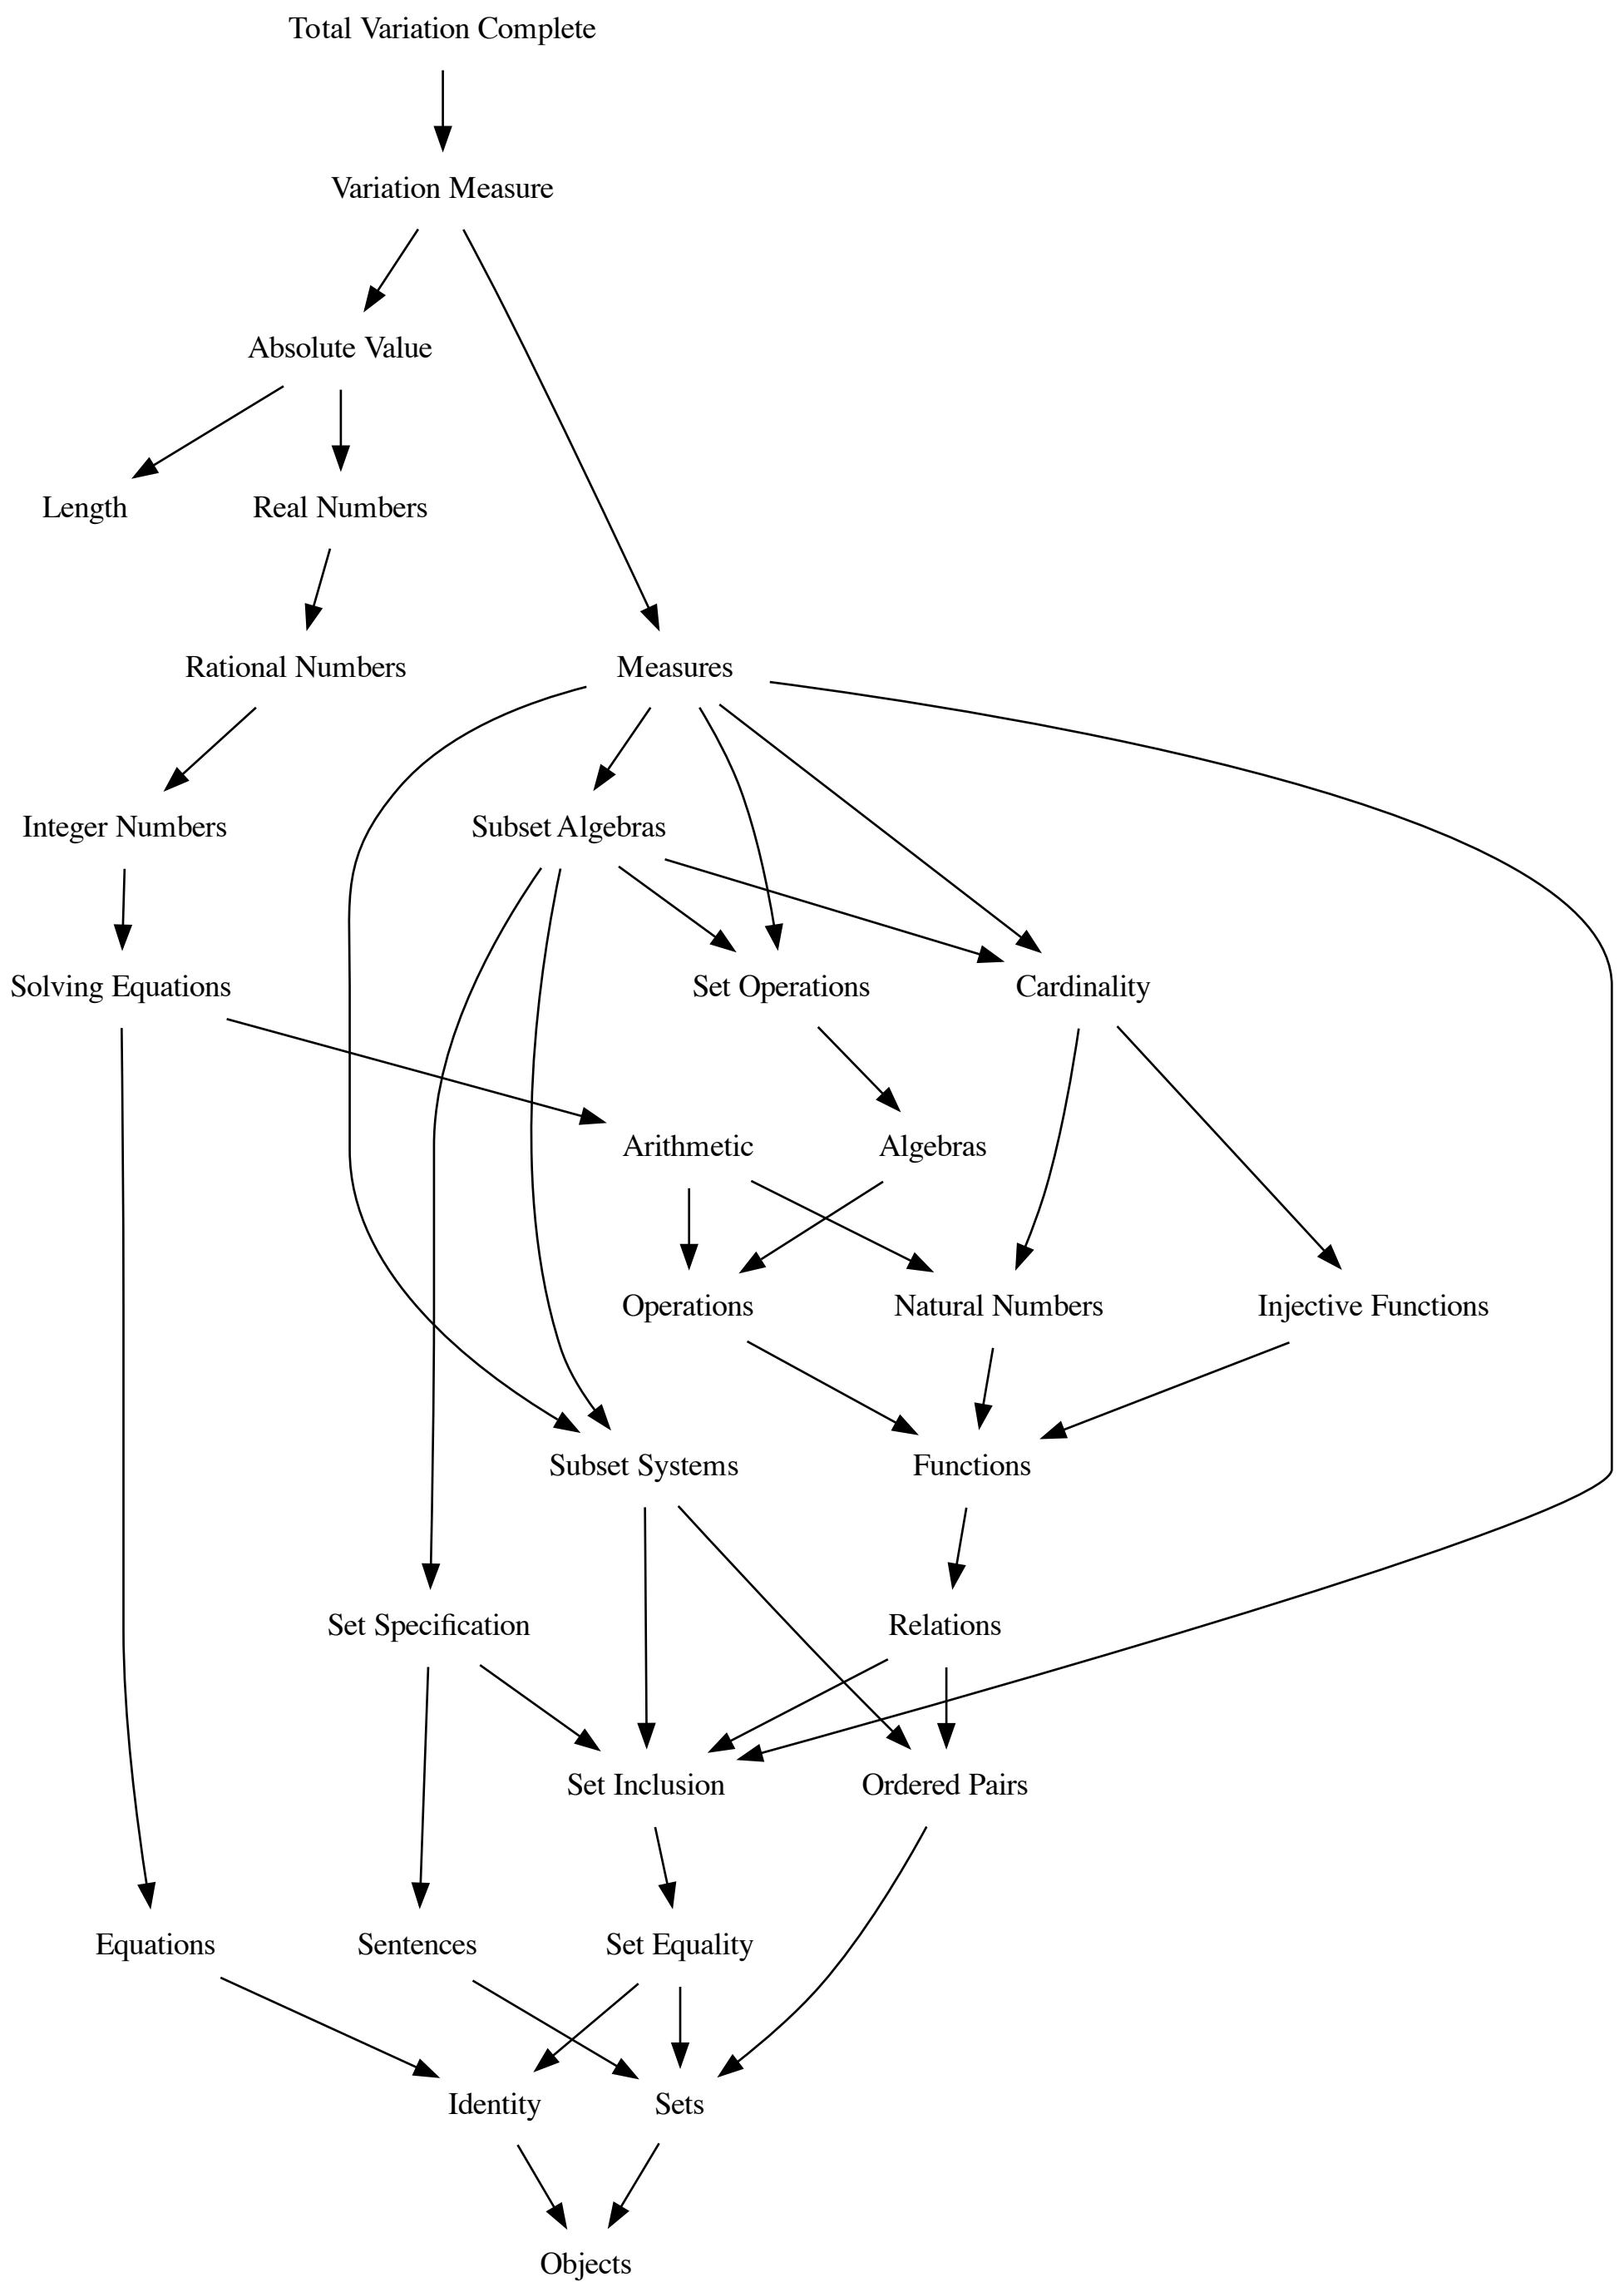 Total Variation Complete
Variation Measure
Absolute Value
Length
Real Numbers
Rational Numbers
Measures
Integer Numbers
Subset Algebras
Solving Equations
Set Operations
Cardinality
Arithmetic
Algebras
Operations
Natural Numbers
Injective Functions
Subset Systems
Functions
Set Specification
Relations
Set Inclusion
Ordered Pairs
Equations
Sentences
Set Equality
Identity
Sets
Objects